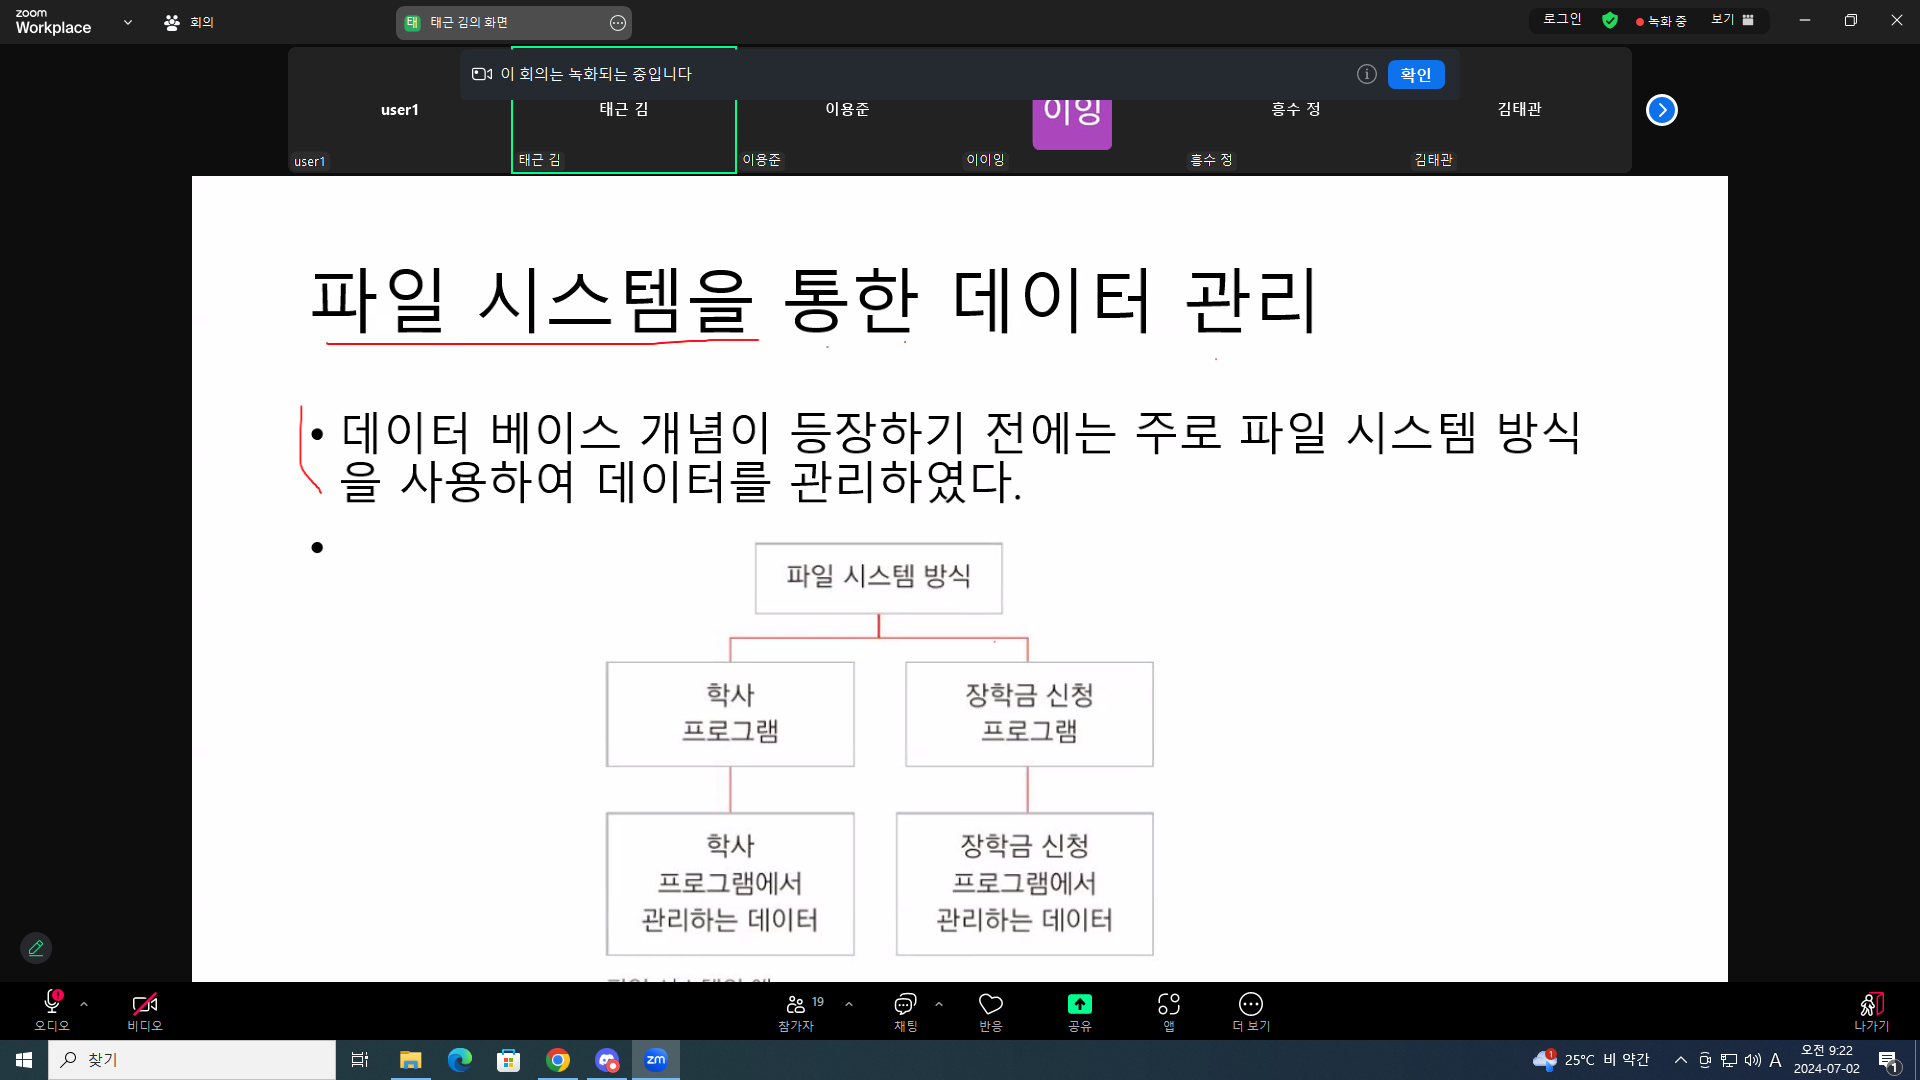 zoom
Workplace
회의
태
태근 김의 화면
로그인
녹화 중
보기
이 회의는 녹화되는 중입니다
확인
user1
태근 김
이용준
이잉
흥수 정
김태관
user1
태근 김
이용준
이이잉
흥수 정
김태관
파일 시스템을 통한 데이터 관리
• 데이터 베이스 개념이 등장하기 전에는 주로 파일 시스템 방식
을 사용하여 데이터를 관리하였다.
•
파일 시스템 방식
학사
프로그램
장학금 신청
프로그램
학사
프로그램에서
관리하는 데이터
장학금 신청
프로그램에서
관리하는 데이터
오디오
비디오
19
참가자
채팅
반응
공유
앱
더 보기
나가기
찾기
zm
1
25°C 비 약간
A
오전 9:22
2024-07-02
1